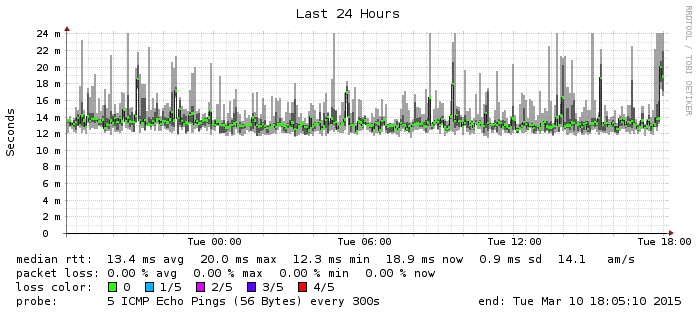 Last 24 Hours
RRDTOOL / TOBI OETIKER
Seconds
24 m
22 m
20 m
18 m
16 m
14 m
12 m
10 m
8 m
6 m
4 m
2 m
0
Tue 00:00 Tue 06:00 Tue 12:00 Tue 18:00
median rtt: 13.4 ms avg 20.0 ms max 12.3 ms min 18.9 ms now 0.9 ms sd 14.1 am/s
packet loss: 0.00 % avg 0.00 % max 0.00 % min 0.00 % now
loss color: 0 1/5 2/5 3/5 4/5
probe: 5 ICMP Echo Pings (56 Bytes) every 300s end: Tue Mar 10 18:05:10 2015